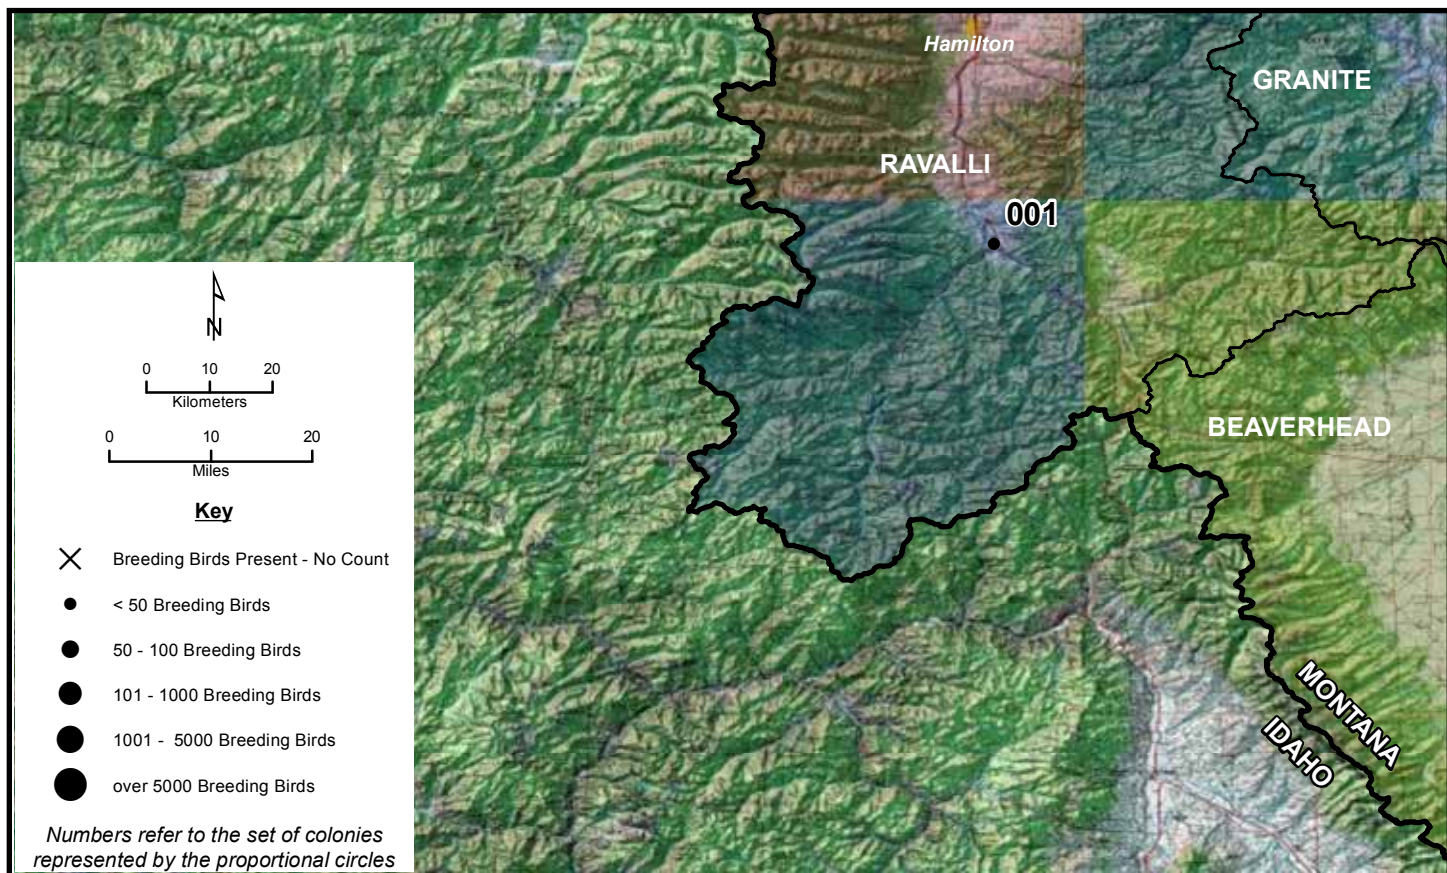 Hamilton
GRANITE
RAVALLI
001
BEAVERHEAD
MONTANA
IDAHO
N
0 10 20
Kilometers
0 10 20
Miles
Key
Breeding Birds Present - No Count
< 50 Breeding Birds
50 - 100 Breeding Birds
101 - 1000 Breeding Birds
1001 - 5000 Breeding Birds
over 5000 Breeding Birds
Numbers refer to the set of colonies
represented by the proportional circles